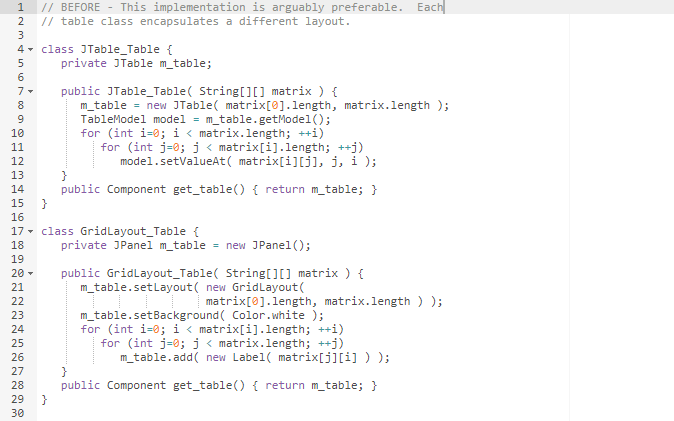 1 // BEFORE - This implementation is arguably preferable.  Each
2 // table class encapsulates a different layout.
3
4 class JTable_Table {
5    private JTable m_table;
6
7    public JTable_Table( String[][] matrix ) {
8       m_table = new JTable( matrix[0].length, matrix.length );
9       TableModel model = m_table.getModel();
10       for (int i=0; i < matrix.length; ++i)
11          for (int j=0; j < matrix[i].length; ++j)
12             model.setValueAt( matrix[i][j], j, i );
13    }
14    public Component get_table() { return m_table; }
15 }
16
17 class GridLayout_Table {
18    private JPanel m_table = new JPanel();
19
20    public GridLayout_Table( String[][] matrix ) {
21       m_table.setLayout( new GridLayout(
22                          matrix[0].length, matrix.length ) );
23       m_table.setBackground( Color.white );
24       for (int i=0; i < matrix[i].length; ++i)
25          for (int j=0; j < matrix.length; ++j)
26             m_table.add( new Label( matrix[j][i] ) );
27    }
28    public Component get_table() { return m_table; }
29 }
30